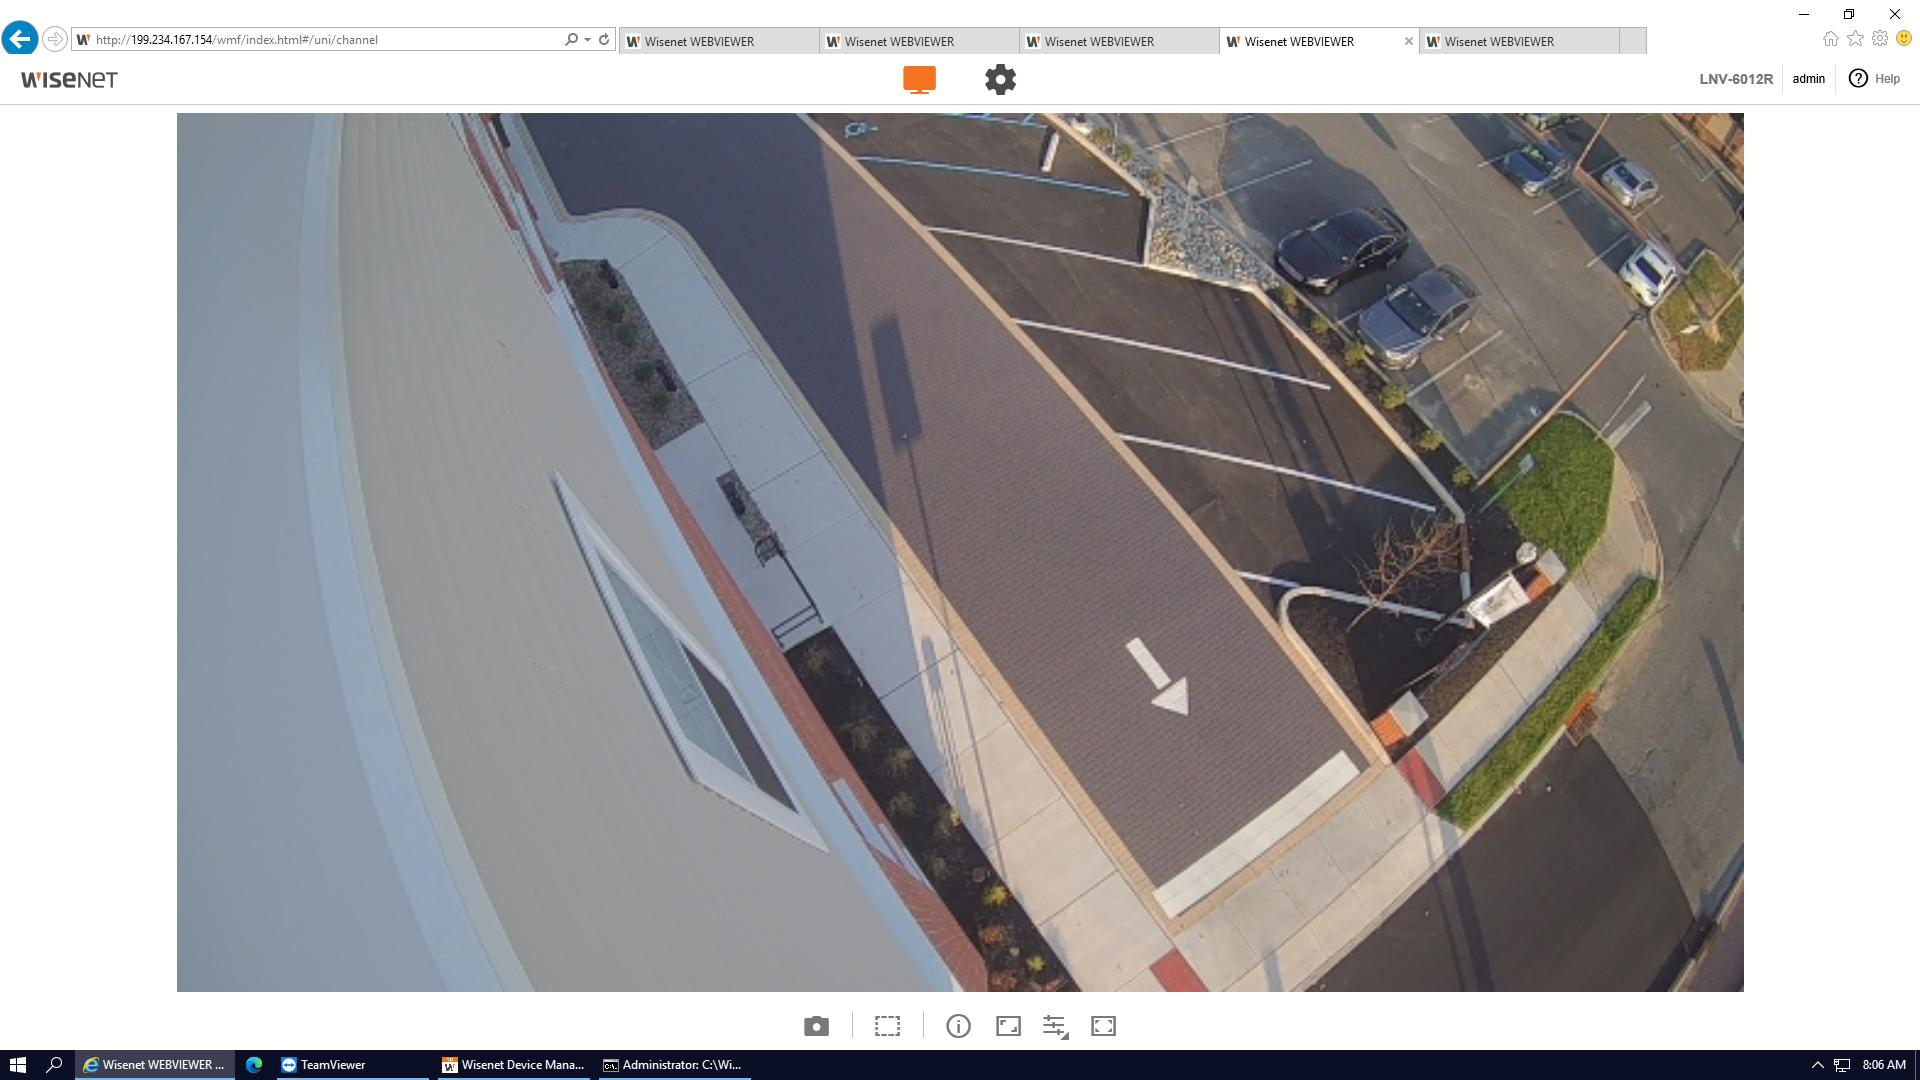 http://199.234.167.154/wmf/index.html#/uni/channel
Wisenet WEBVIEWER
Wisenet WEBVIEWER
Wisenet WEBVIEWER
Wisenet WEBVIEWER
Wisenet WEBVIEWER
WISENET
LNV-6012R
admin
? Help
Wisenet WEBVIEWER ...
TeamViewer
Wisenet Device Mana...
Administrator: C:\Wi...
8:06 AM